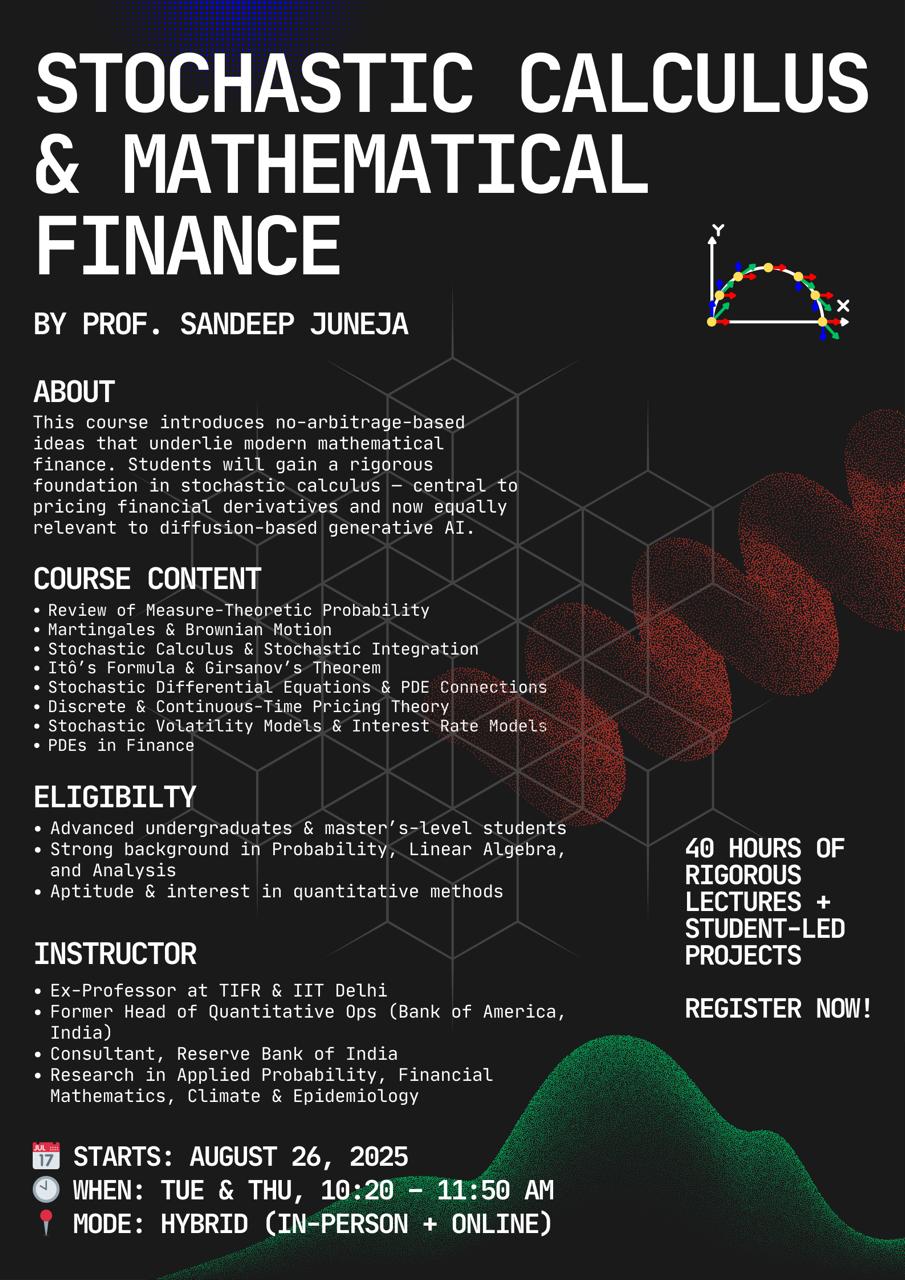 STOCHASTIC CALCULUS
& MATHEMATICAL
FINANCE
BY PROF. SANDEEP JUNEJA
Y
X
ABOUT
This course introduces no-arbitrage-based
ideas that underlie modern mathematical
finance. Students will gain a rigorous
foundation in stochastic calculus — central to
pricing financial derivatives and now equally
relevant to diffusion-based generative AI.
COURSE CONTENT
• Review of Measure-Theoretic Probability
• Martingales & Brownian Motion
• Stochastic Calculus & Stochastic Integration
• Itô’s Formula & Girsanov’s Theorem
• Stochastic Differential Equations & PDE Connections
• Discrete & Continuous-Time Pricing Theory
• Stochastic Volatility Models & Interest Rate Models
• PDEs in Finance
ELIGIBILTY
• Advanced undergraduates & master’s-level students
• Strong background in Probability, Linear Algebra,
and Analysis
• Aptitude & interest in quantitative methods
40 HOURS OF
RIGOROUS
LECTURES +
STUDENT-LED
PROJECTS
REGISTER NOW!
INSTRUCTOR
• Ex-Professor at TIFR & IIT Delhi
• Former Head of Quantitative Ops (Bank of America,
India)
• Consultant, Reserve Bank of India
• Research in Applied Probability, Financial
Mathematics, Climate & Epidemiology
JUL
17
STARTS: AUGUST 26, 2025
WHEN: TUE & THU, 10:20 – 11:50 AM
MODE: HYBRID (IN-PERSON + ONLINE)